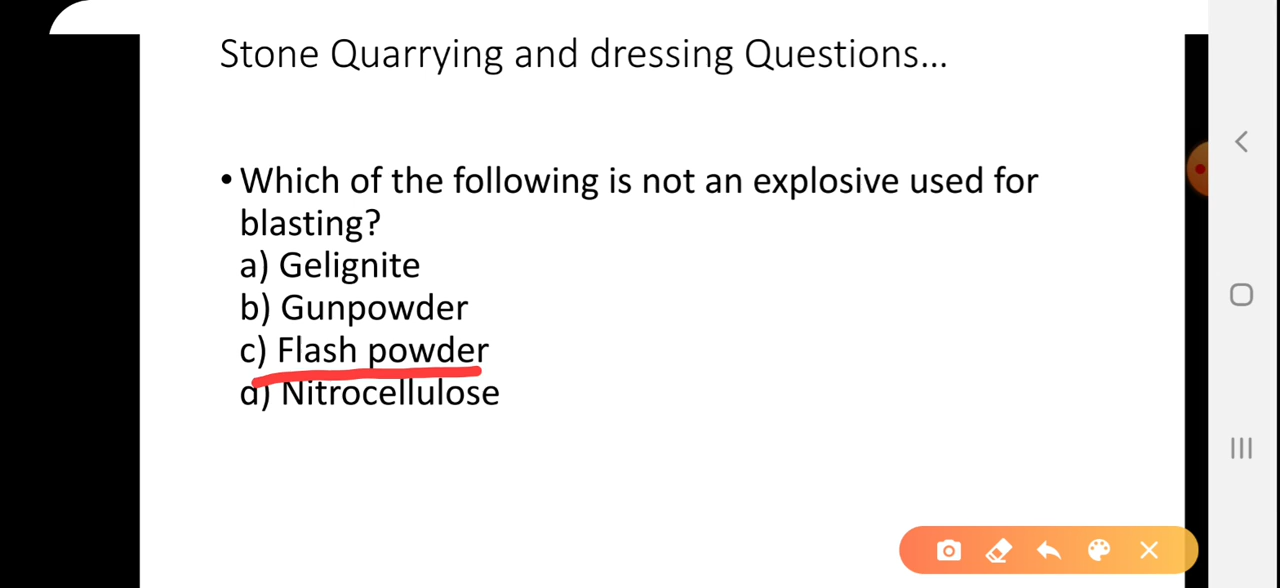 Stone Quarrying and dressing Questions...
• Which of the following is not an explosive used for
blasting?
a) Gelignite
b) Gunpowder
c) Flash powder
d) Nitrocellulose